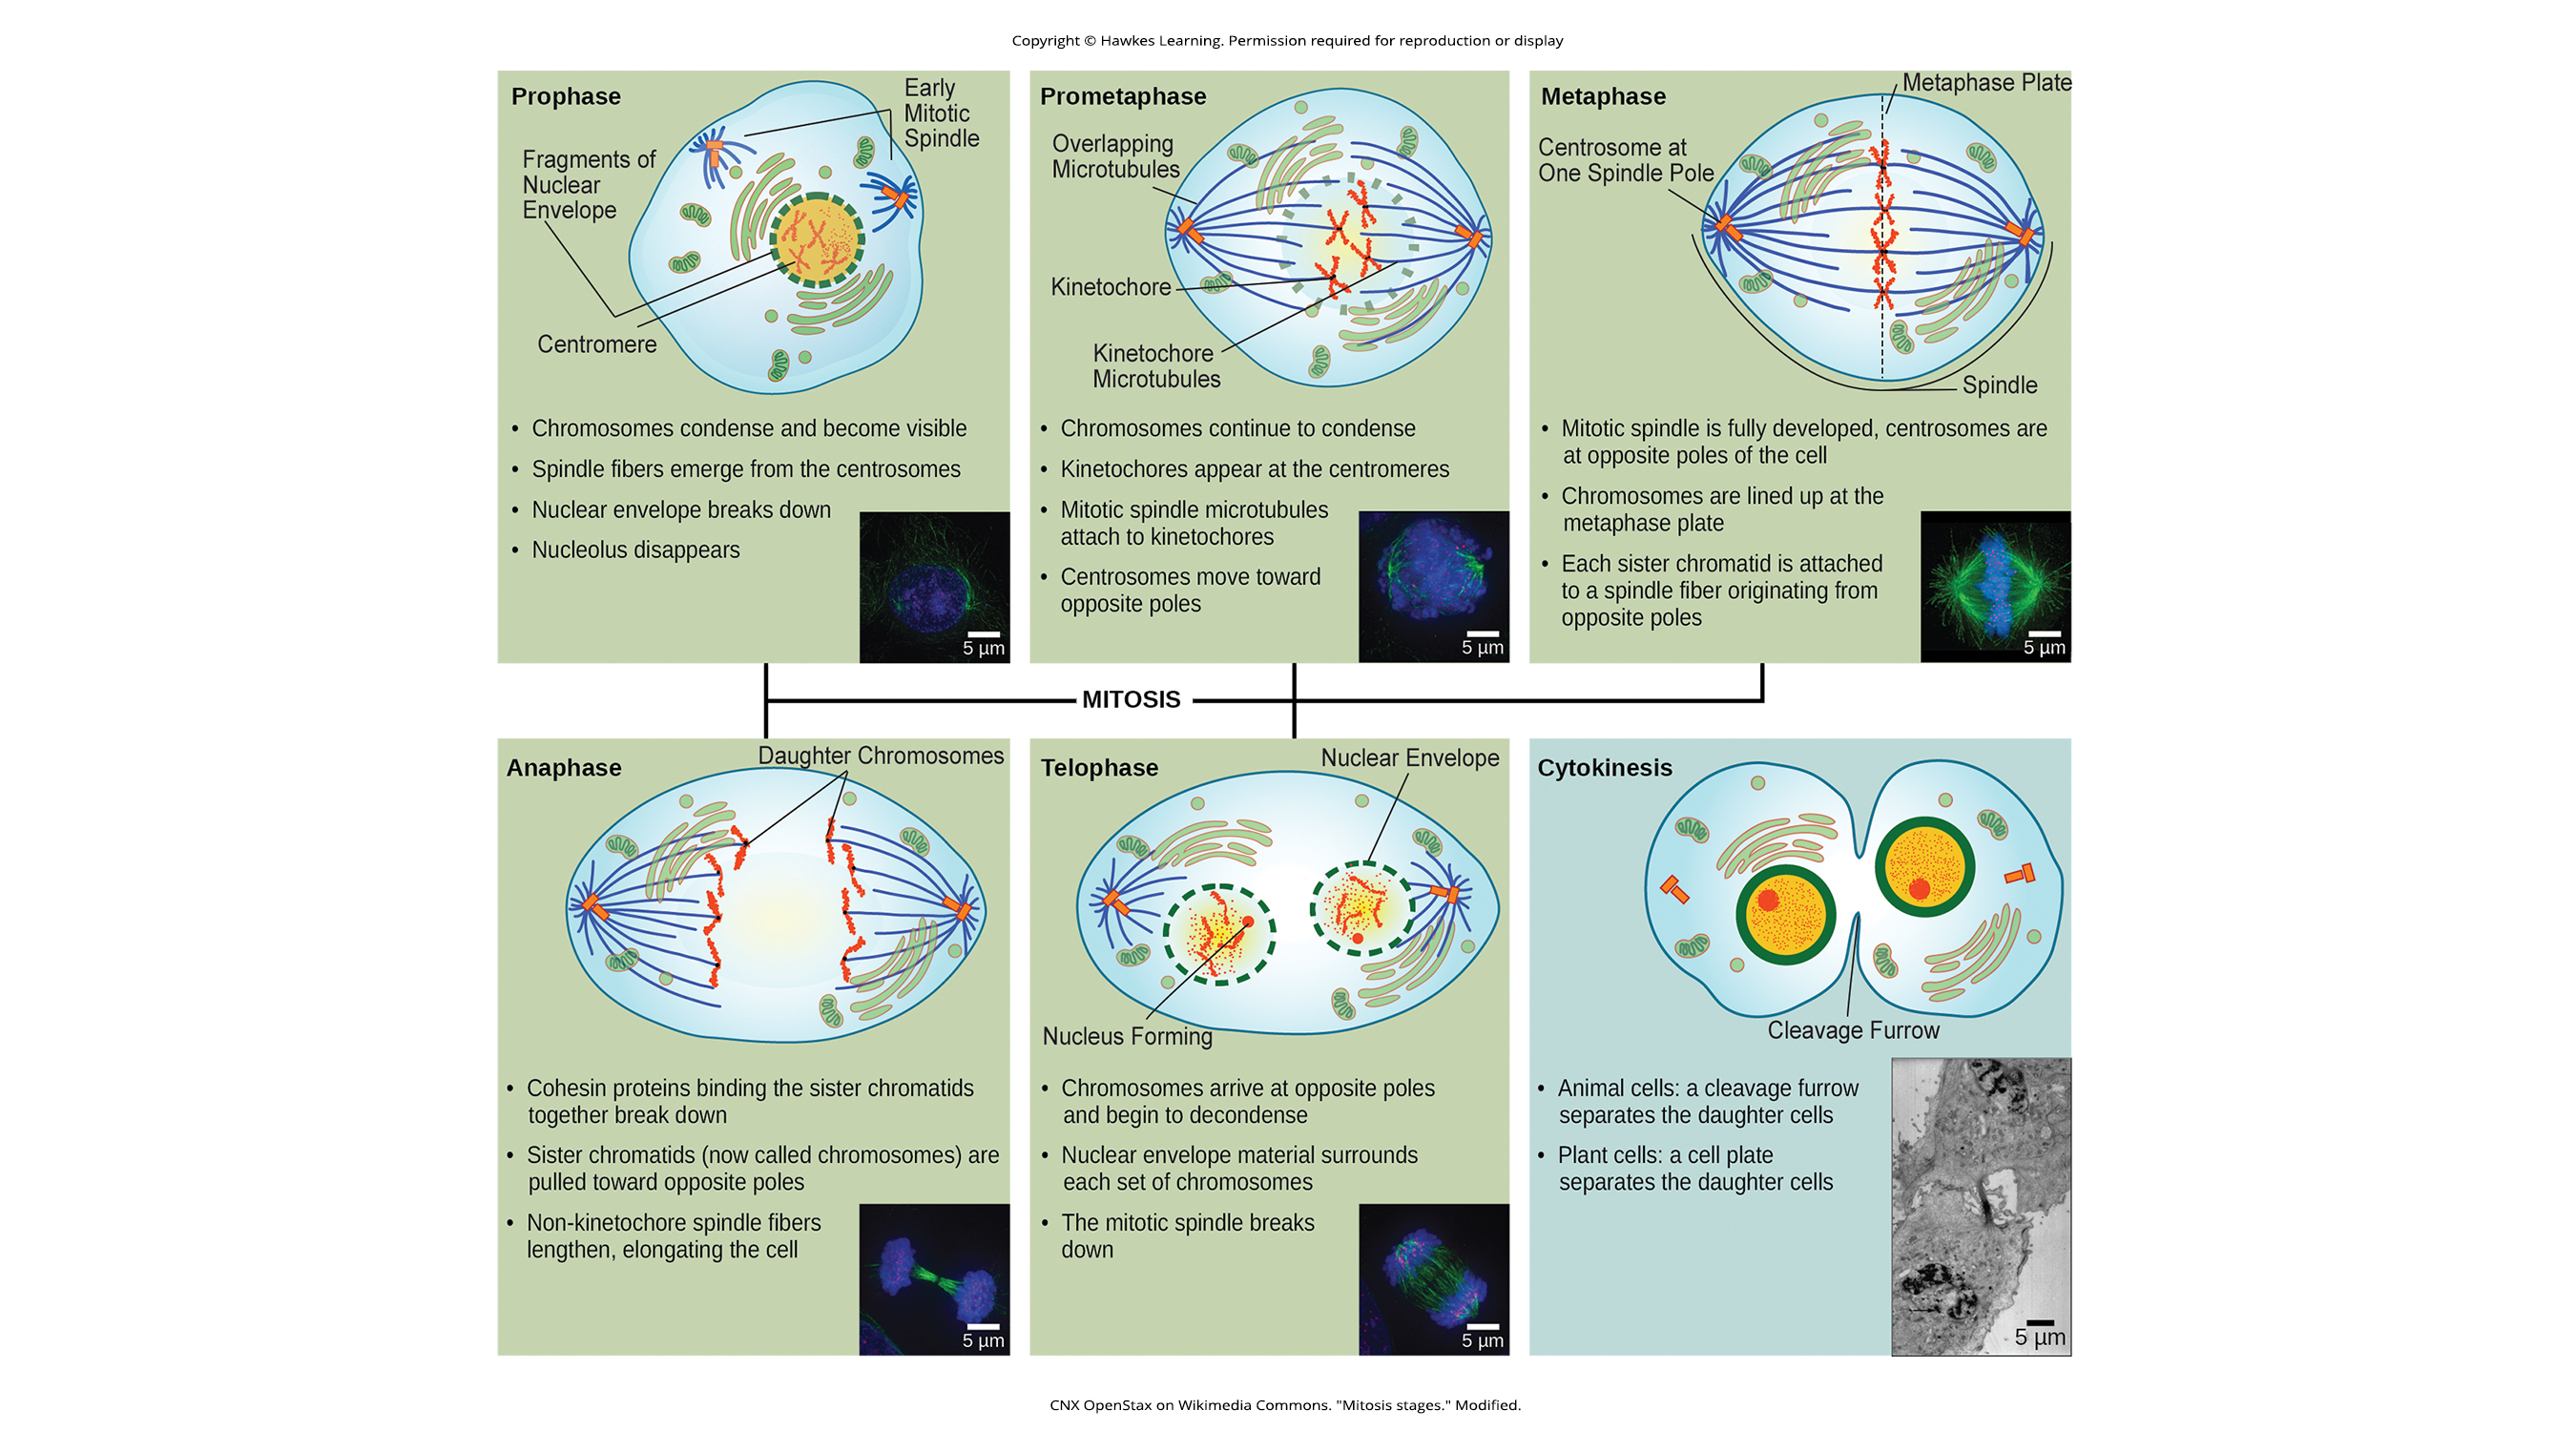 Copyright © Hawkes Learning. Permission required for reproduction or display
Prophase
Early
Mitotic
Spindle
Fragments of
Nuclear
Envelope
Centromere
• Chromosomes condense and become visible
• Spindle fibers emerge from the centrosomes
• Nuclear envelope breaks down
• Nucleolus disappears
5 µm
Prometaphase
Overlapping
Microtubules
Kinetochore
Kinetochore
Microtubules
• Chromosomes continue to condense
• Kinetochores appear at the centromeres
• Mitotic spindle microtubules
attach to kinetochores
• Centrosomes move toward
opposite poles
5 µm
Metaphase
Metaphase Plate
Centrosome at
One Spindle Pole
Spindle
• Mitotic spindle is fully developed, centrosomes are
at opposite poles of the cell
• Chromosomes are lined up at the
metaphase plate
• Each sister chromatid is attached
to a spindle fiber originating from
opposite poles
5 µm
MITOSIS
Anaphase
Daughter Chromosomes
• Cohesin proteins binding the sister chromatids
together break down
• Sister chromatids (now called chromosomes) are
pulled toward opposite poles
• Non-kinetochore spindle fibers
lengthen, elongating the cell
5 µm
Telophase
Nuclear Envelope
Nucleus Forming
• Chromosomes arrive at opposite poles
and begin to decondense
• Nuclear envelope material surrounds
each set of chromosomes
• The mitotic spindle breaks
down
5 µm
Cytokinesis
Cleavage Furrow
• Animal cells: a cleavage furrow
separates the daughter cells
• Plant cells: a cell plate
separates the daughter cells
5 µm
CNX OpenStax on Wikimedia Commons. "Mitosis stages." Modified.